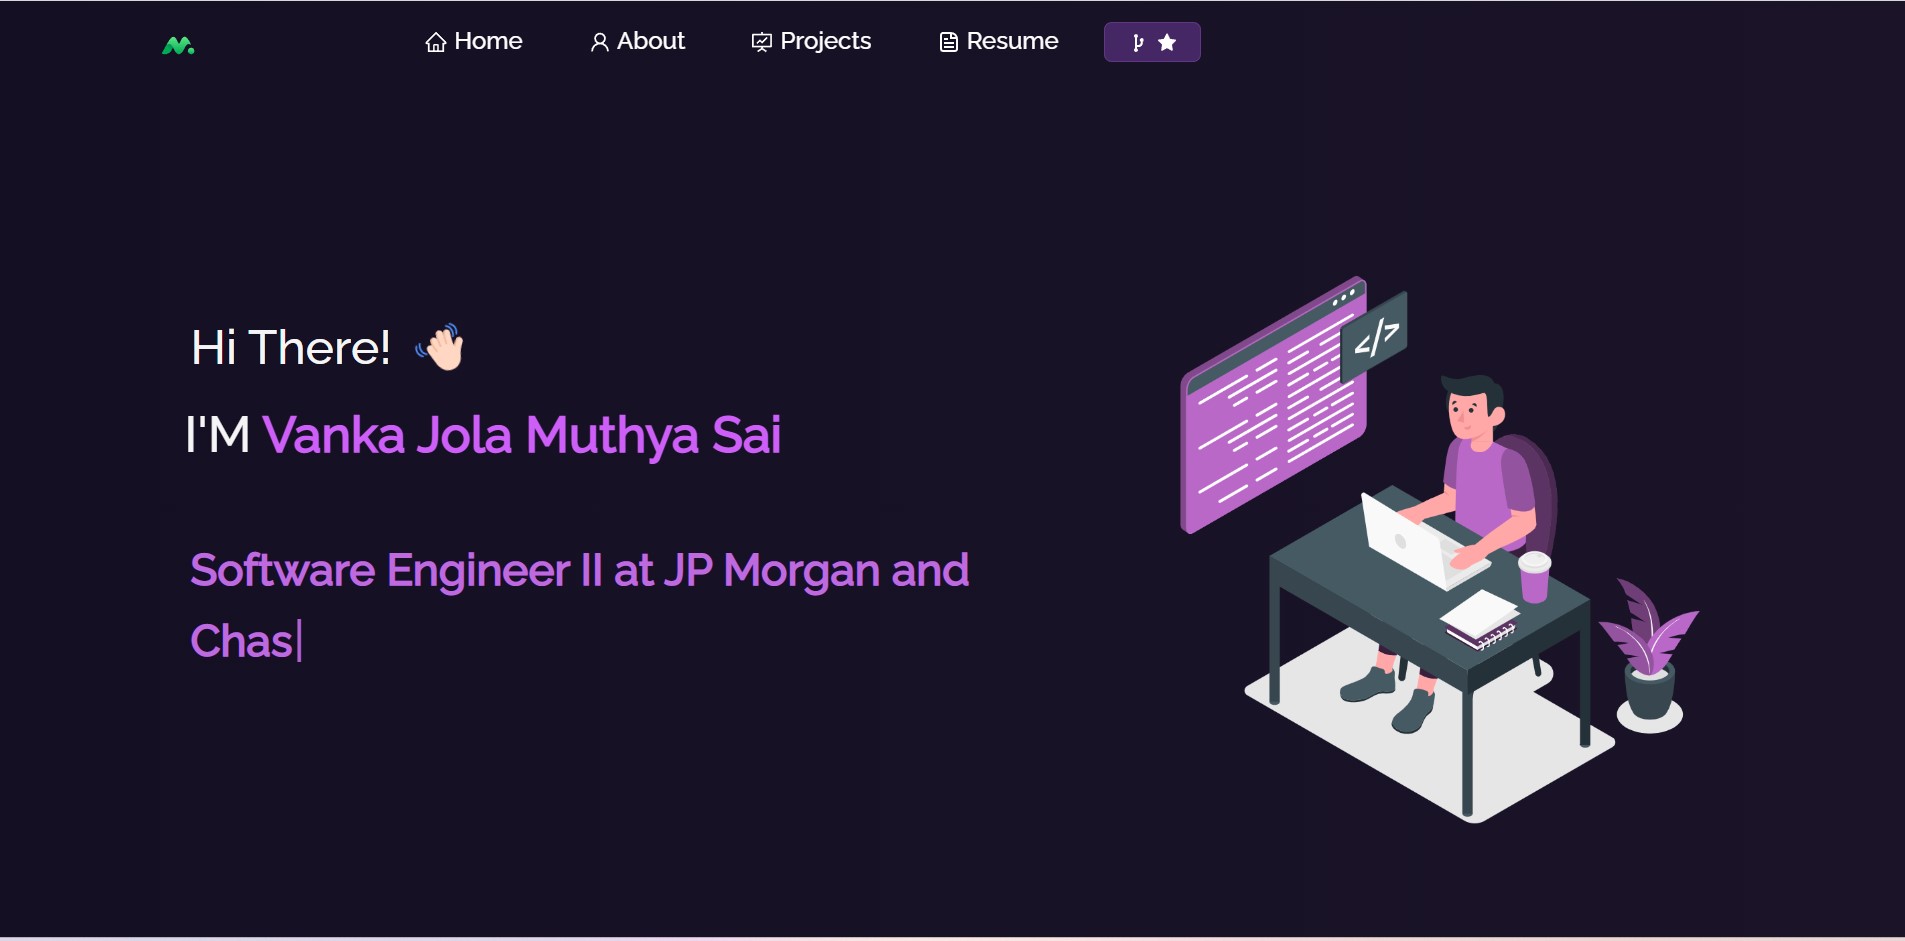 Home About Projects Resume
Hi There! 👋🏻
I'M Vanka Jola Muthya Sai
Software Engineer II at JP Morgan and
Chas|
</>